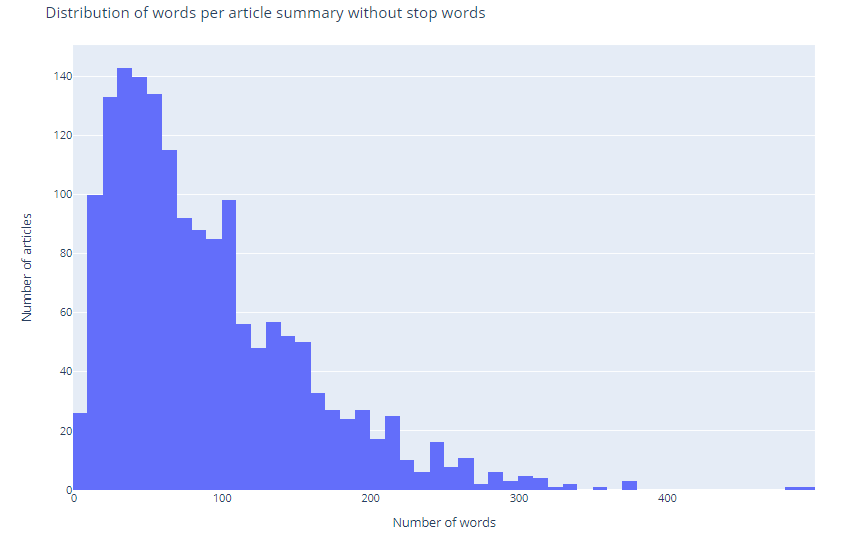 Distribution of words per article summary without stop words
140
120
100
80
60
40
20
0
Number of articles
0 100 200 300 400
Number of words